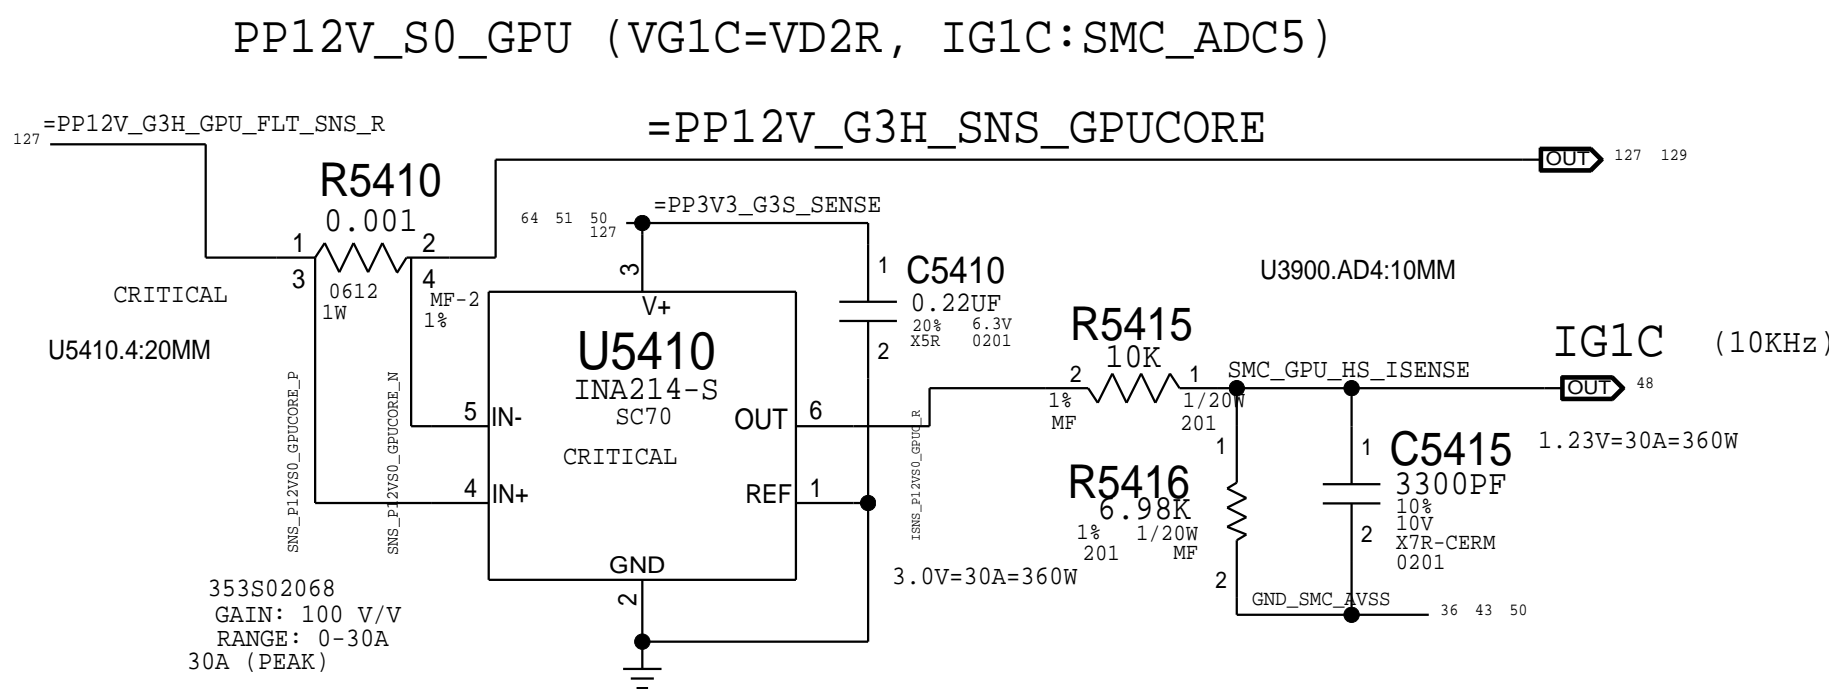 PP12V_S0_GPU (VG1C=VD2R, IG1C:SMC_ADC5)
127 =PP12V_G3H_GPU_FLT_SNS_R
=PP12V_G3H_SNS_GPUCORE
OUT 127 129
R5410
0.001
1 2
3 4
0612
1W
MF-2
1%
CRITICAL
U5410.4:20MM
SNS_P12VS0_GPUCORE_P
SNS_P12VS0_GPUCORE_N
64 51 50
127
=PP3V3_G3S_SENSE
3
V+
U5410
INA214-S
SC70
CRITICAL
5 IN-
4 IN+
OUT 6
REF 1
GND
2
1
C5410
0.22UF
20% 6.3V
X5R 0201
2
353S02068
GAIN: 100 V/V
RANGE: 0-30A
30A (PEAK)
3.0V=30A=360W
U3900.AD4:10MM
R5415
10K
2 1
1% 1/20W
MF 201
SMC_GPU_HS_ISENSE
IG1C (10KHz)
OUT 48
1.23V=30A=360W
1
R5416
6.98K
1% 1/20W
201 MF
2
1
C5415
3300PF
10%
10V
X7R-CERM
0201
2
GND_SMC_AVSS
36 43 50